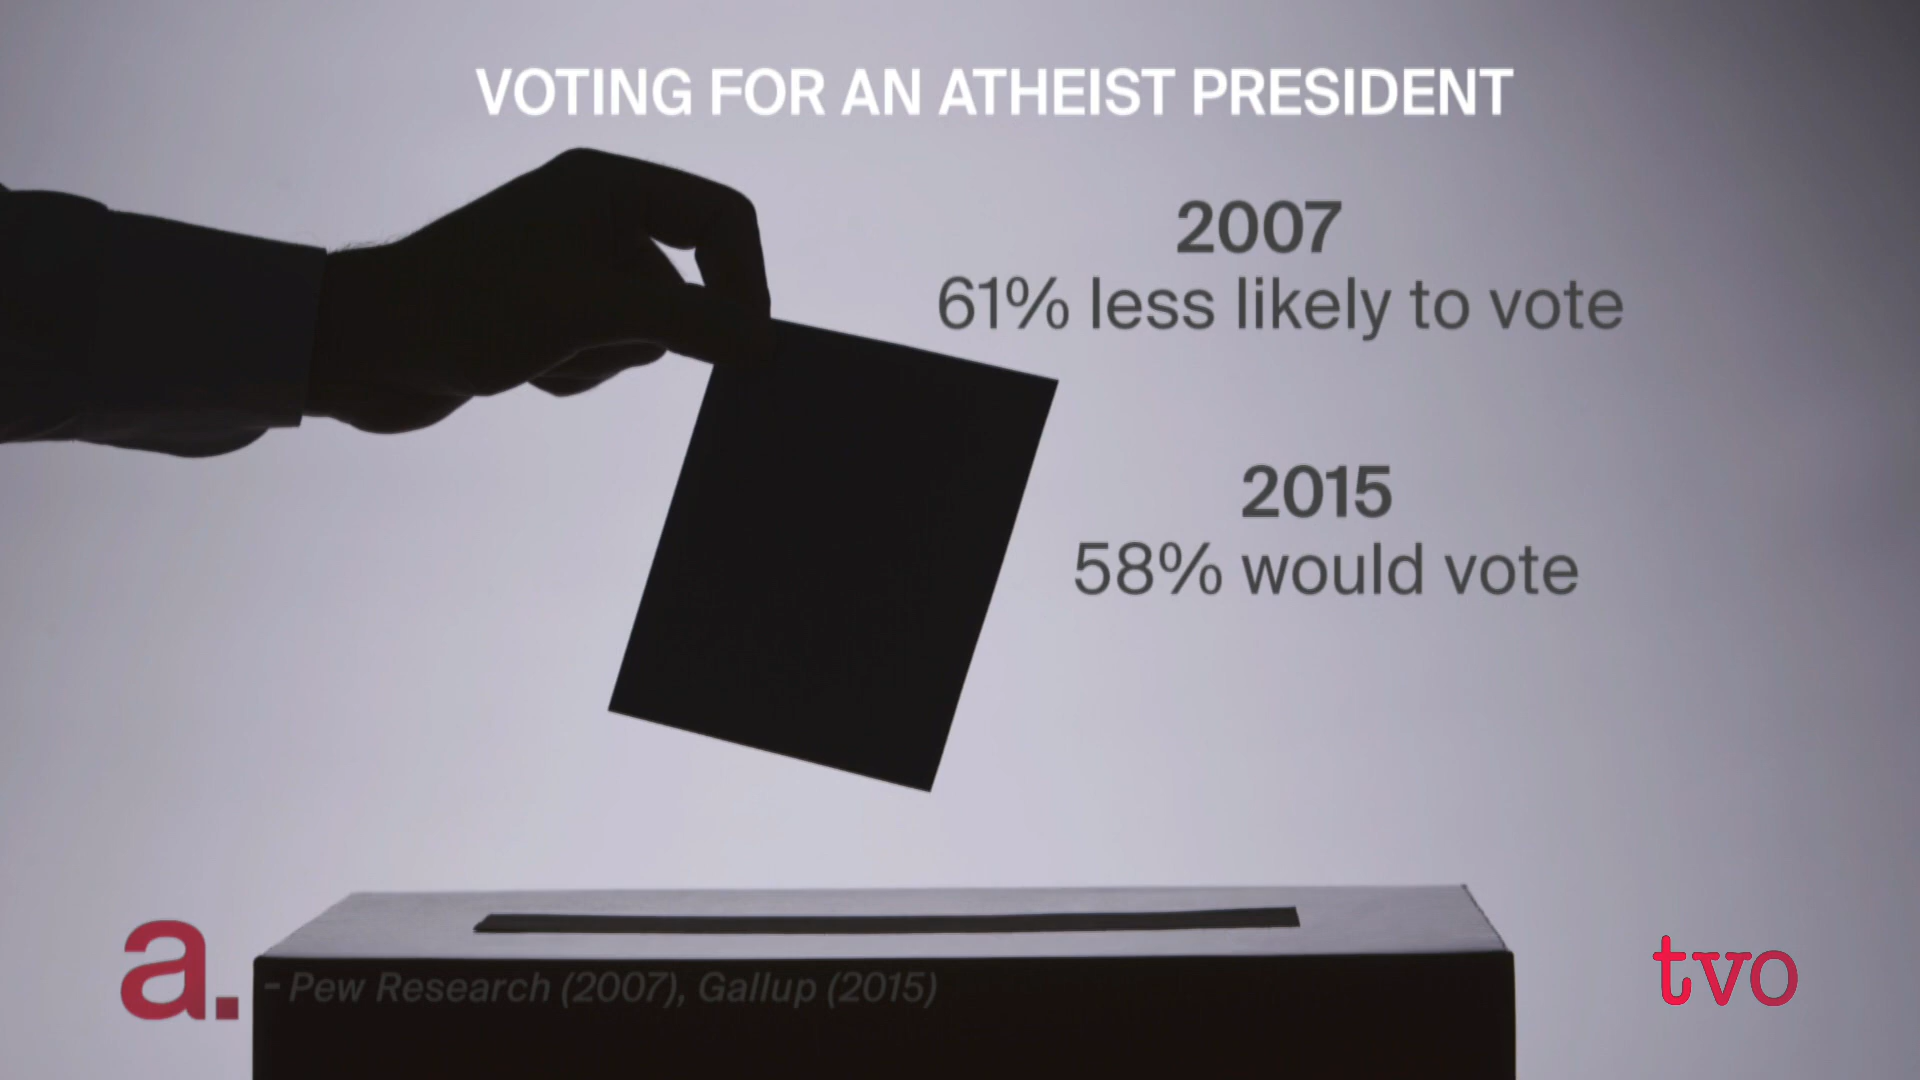 VOTING FOR AN ATHEIST PRESIDENT
2007
61% less likely to vote
2015
58% would vote
a.
- Pew Research (2007), Gallup (2015)
tvo